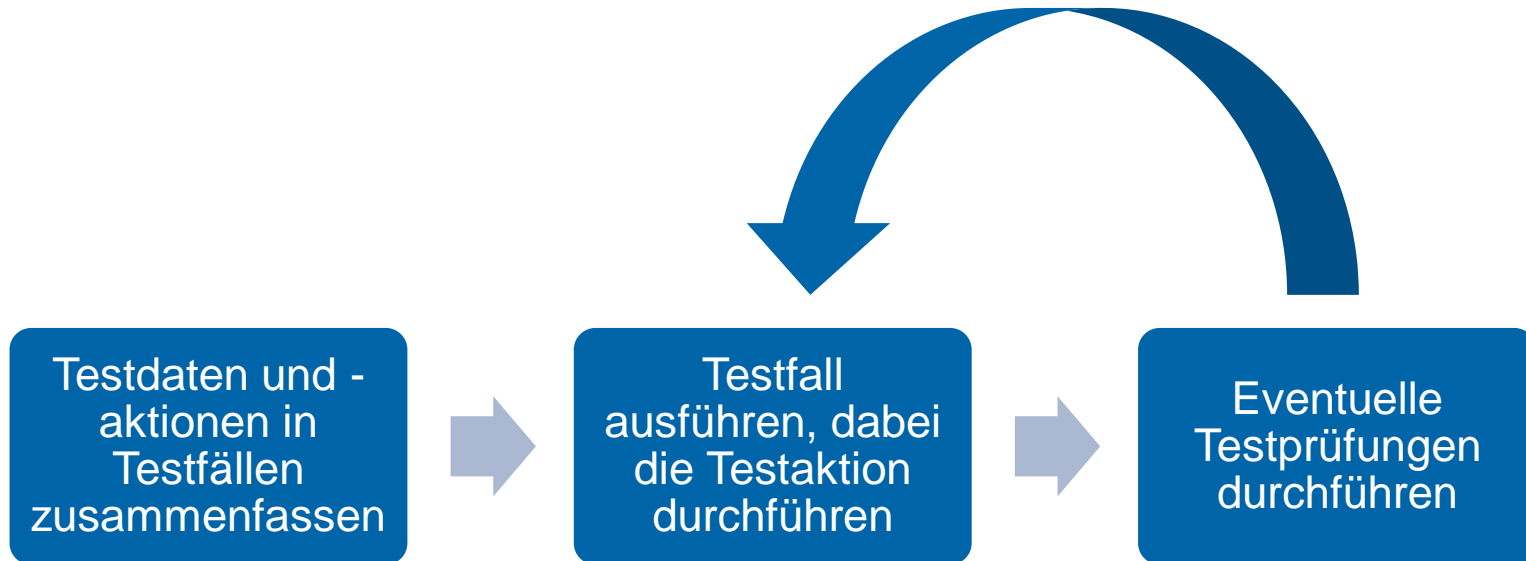 Testdaten und -
aktionen in
Testfällen
zusammenfassen
Testfall
ausführen, dabei
die Testaktion
durchführen
Eventuelle
Testprüfungen
durchführen